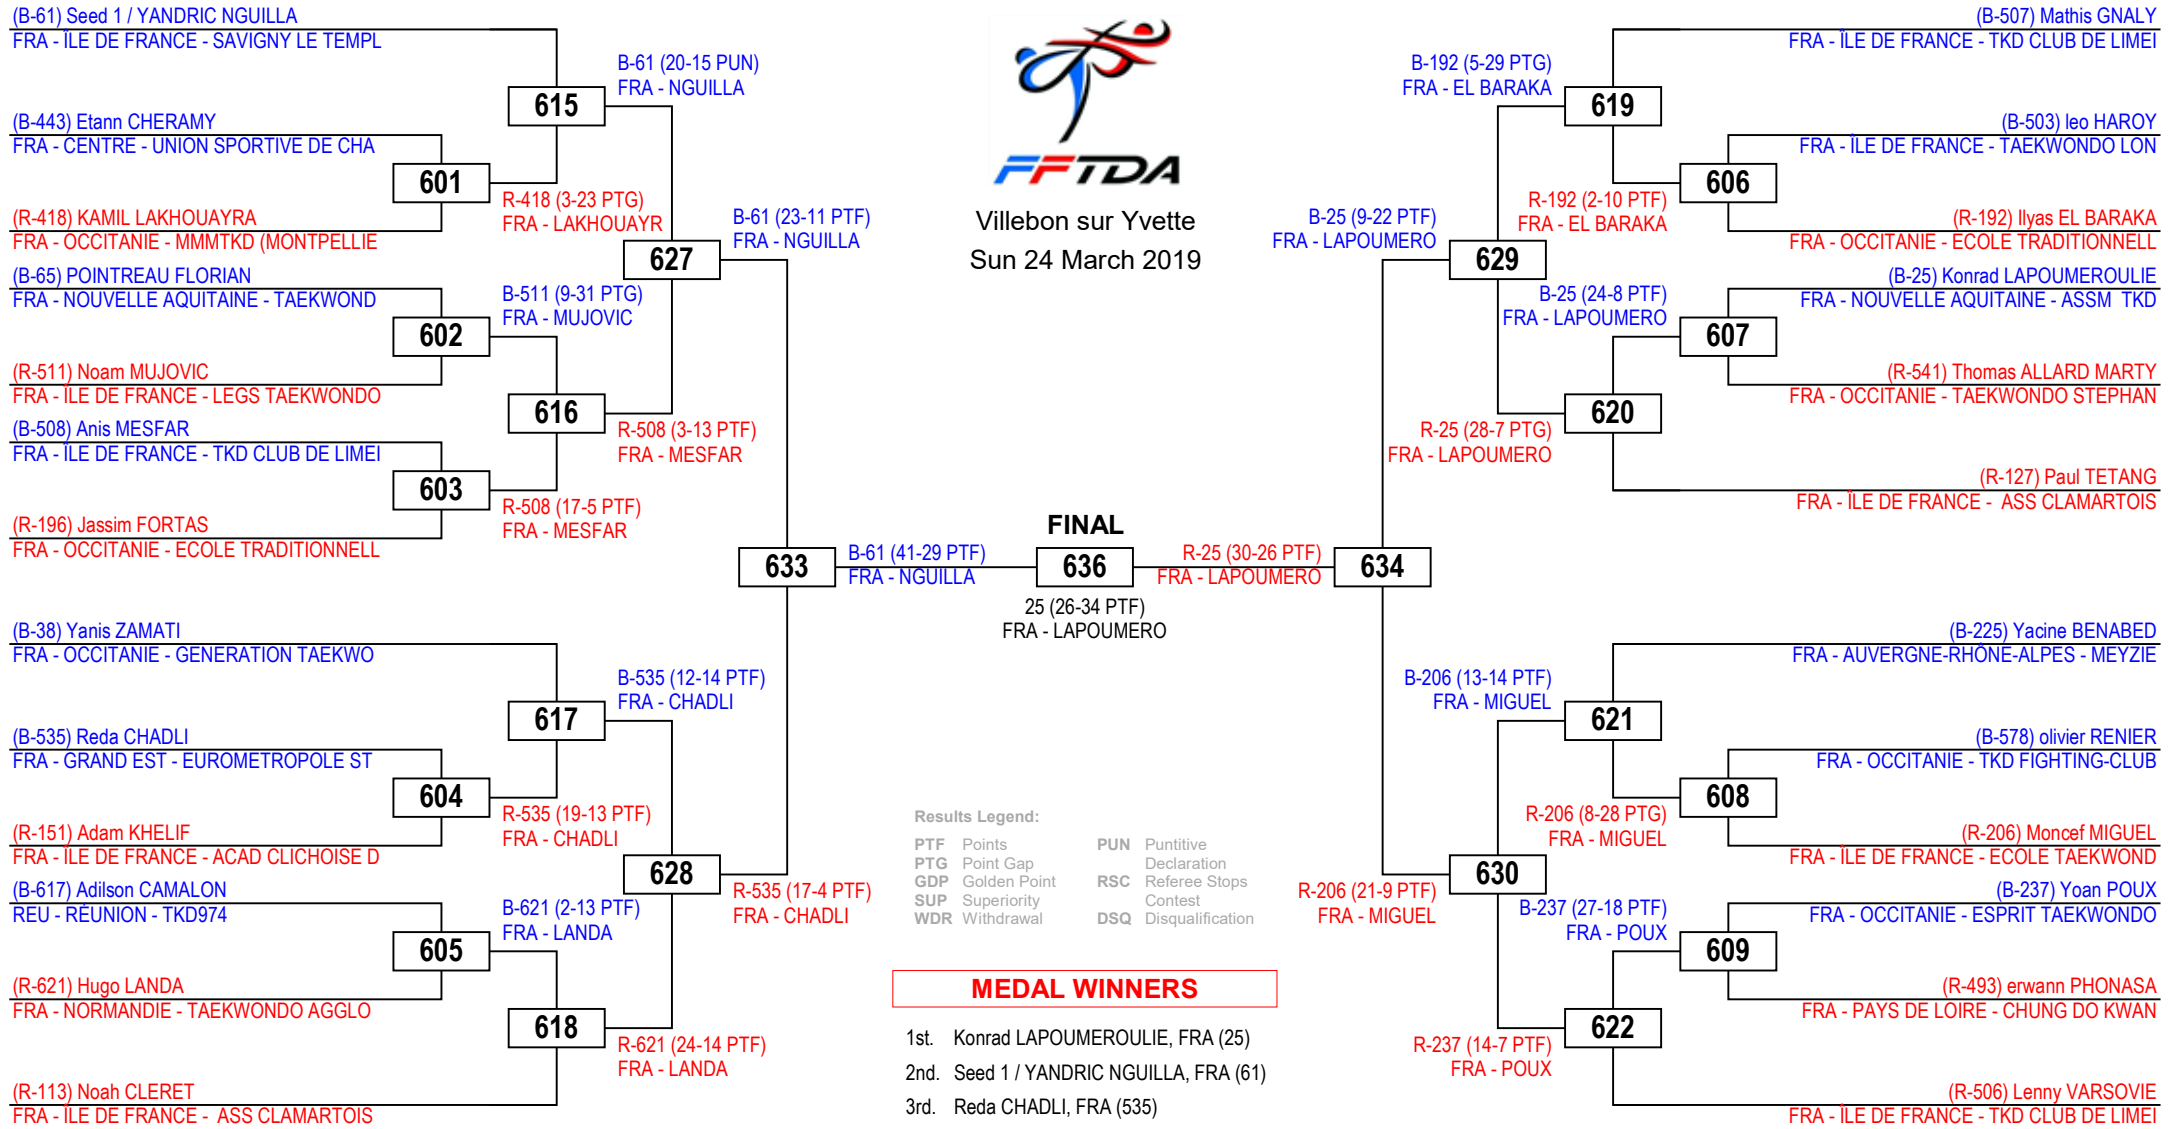 (B-61) Seed 1 / YANDRIC NGUILLA
FRA - ÎLE DE FRANCE - SAVIGNY LE TEMPL
B-61 (20-15 PUN)
FRA - NGUILLA
615
(B-443) Etann CHERAMY
FRA - CENTRE - UNION SPORTIVE DE CHA
601
R-418 (3-23 PTG)
FRA - LAKHOUAYR
(R-418) KAMIL LAKHOUAYRA
FRA - OCCITANIE - MMMTKD (MONTPELLIE
B-61 (23-11 PTF)
FRA - NGUILLA
627
(B-65) POINTREAU FLORIAN
FRA - NOUVELLE AQUITAINE - TAEKWOND
B-511 (9-31 PTG)
FRA - MUJOVIC
602
(R-511) Noam MUJOVIC
FRA - ÎLE DE FRANCE - LEGS TAEKWONDO
616
R-508 (3-13 PTF)
FRA - MESFAR
(B-508) Anis MESFAR
FRA - ÎLE DE FRANCE - TKD CLUB DE LIMEI
603
R-508 (17-5 PTF)
FRA - MESFAR
(R-196) Jassim FORTAS
FRA - OCCITANIE - ECOLE TRADITIONNELL
633
B-61 (41-29 PTF)
FRA - NGUILLA
(B-38) Yanis ZAMATI
FRA - OCCITANIE - GENERATION TAEKWO
B-535 (12-14 PTF)
FRA - CHADLI
617
(B-535) Reda CHADLI
FRA - GRAND EST - EUROMETROPOLE ST
604
R-535 (19-13 PTF)
FRA - CHADLI
(R-151) Adam KHELIF
FRA - ÎLE DE FRANCE - ACAD CLICHOISE D
628
R-535 (17-4 PTF)
FRA - CHADLI
(B-617) Adilson CAMALON
REU - RÉUNION - TKD974
B-621 (2-13 PTF)
FRA - LANDA
605
(R-621) Hugo LANDA
FRA - NORMANDIE - TAEKWONDO AGGLO
618
R-621 (24-14 PTF)
FRA - LANDA
(R-113) Noah CLERET
FRA - ÎLE DE FRANCE - ASS CLAMARTOIS
FFTDA
Villebon sur Yvette
Sun 24 March 2019
FINAL
636
25 (26-34 PTF)
FRA - LAPOUMERO
Results Legend:
PTF Points
PTG Point Gap
GDP Golden Point
SUP Superiority
WDR Withdrawal
PUN Puntitive
Declaration
RSC Referee Stops
Contest
DSQ Disqualification
MEDAL WINNERS
1st. Konrad LAPOUMEROULIE, FRA (25)
2nd. Seed 1 / YANDRIC NGUILLA, FRA (61)
3rd. Reda CHADLI, FRA (535)
(B-507) Mathis GNALY
FRA - ÎLE DE FRANCE - TKD CLUB DE LIMEI
B-192 (5-29 PTG)
FRA - EL BARAKA
619
(B-503) leo HAROY
FRA - ÎLE DE FRANCE - TAEKWONDO LON
606
R-192 (2-10 PTF)
FRA - EL BARAKA
(R-192) Ilyas EL BARAKA
FRA - OCCITANIE - ECOLE TRADITIONNELL
B-25 (9-22 PTF)
FRA - LAPOUMERO
629
(B-25) Konrad LAPOUMEROULIE
FRA - NOUVELLE AQUITAINE - ASSM TKD
B-25 (24-8 PTF)
FRA - LAPOUMERO
607
(R-541) Thomas ALLARD MARTY
FRA - OCCITANIE - TAEKWONDO STEPHAN
620
R-25 (28-7 PTG)
FRA - LAPOUMERO
(R-127) Paul TETANG
FRA - ÎLE DE FRANCE - ASS CLAMARTOIS
R-25 (30-26 PTF)
FRA - LAPOUMERO
634
(B-225) Yacine BENABED
FRA - AUVERGNE-RHÔNE-ALPES - MEYZIE
B-206 (13-14 PTF)
FRA - MIGUEL
621
(B-578) olivier RENIER
FRA - OCCITANIE - TKD FIGHTING-CLUB
608
R-206 (8-28 PTG)
FRA - MIGUEL
(R-206) Moncef MIGUEL
FRA - ÎLE DE FRANCE - ECOLE TAEKWOND
630
R-206 (21-9 PTF)
FRA - MIGUEL
(B-237) Yoan POUX
FRA - OCCITANIE - ESPRIT TAEKWONDO
B-237 (27-18 PTF)
FRA - POUX
609
(R-493) erwann PHONASA
FRA - PAYS DE LOIRE - CHUNG DO KWAN
622
R-237 (14-7 PTF)
FRA - POUX
(R-506) Lenny VARSOVIE
FRA - ÎLE DE FRANCE - TKD CLUB DE LIMEI